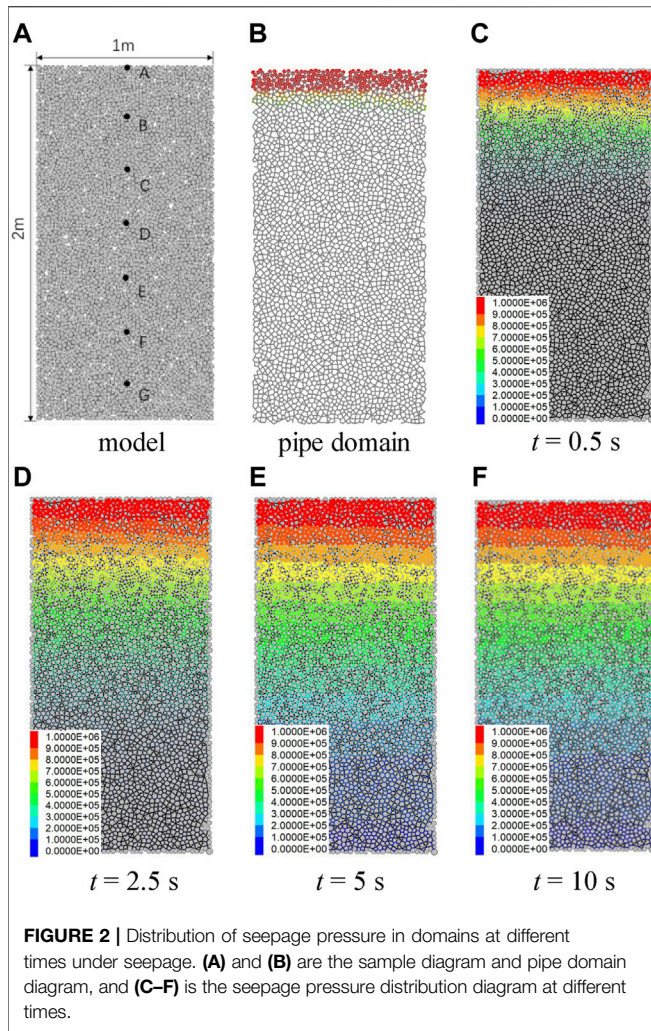 A
B
C
1m
2m
A
B
C
D
E
F
G
1.0000E+06
9.0000E+05
8.0000E+05
7.0000E+05
6.0000E+05
5.0000E+05
4.0000E+05
3.0000E+05
2.0000E+05
1.0000E+05
0.0000E+00
model
pipe domain
t = 0.5 s
D
E
F
1.0000E+06
9.0000E+05
8.0000E+05
7.0000E+05
6.0000E+05
5.0000E+05
4.0000E+05
3.0000E+05
2.0000E+05
1.0000E+05
0.0000E+00
1.0000E+06
9.0000E+05
8.0000E+05
7.0000E+05
6.0000E+05
5.0000E+05
4.0000E+05
3.0000E+05
2.0000E+05
1.0000E+05
0.0000E+00
1.0000E+06
9.0000E+05
8.0000E+05
7.0000E+05
6.0000E+05
5.0000E+05
4.0000E+05
3.0000E+05
2.0000E+05
1.0000E+05
0.0000E+00
t = 2.5 s
t = 5 s
t = 10 s
FIGURE 2 | Distribution of seepage pressure in domains at different
times under seepage. (A) and (B) are the sample diagram and pipe domain
diagram, and (C–F) is the seepage pressure distribution diagram at different
times.